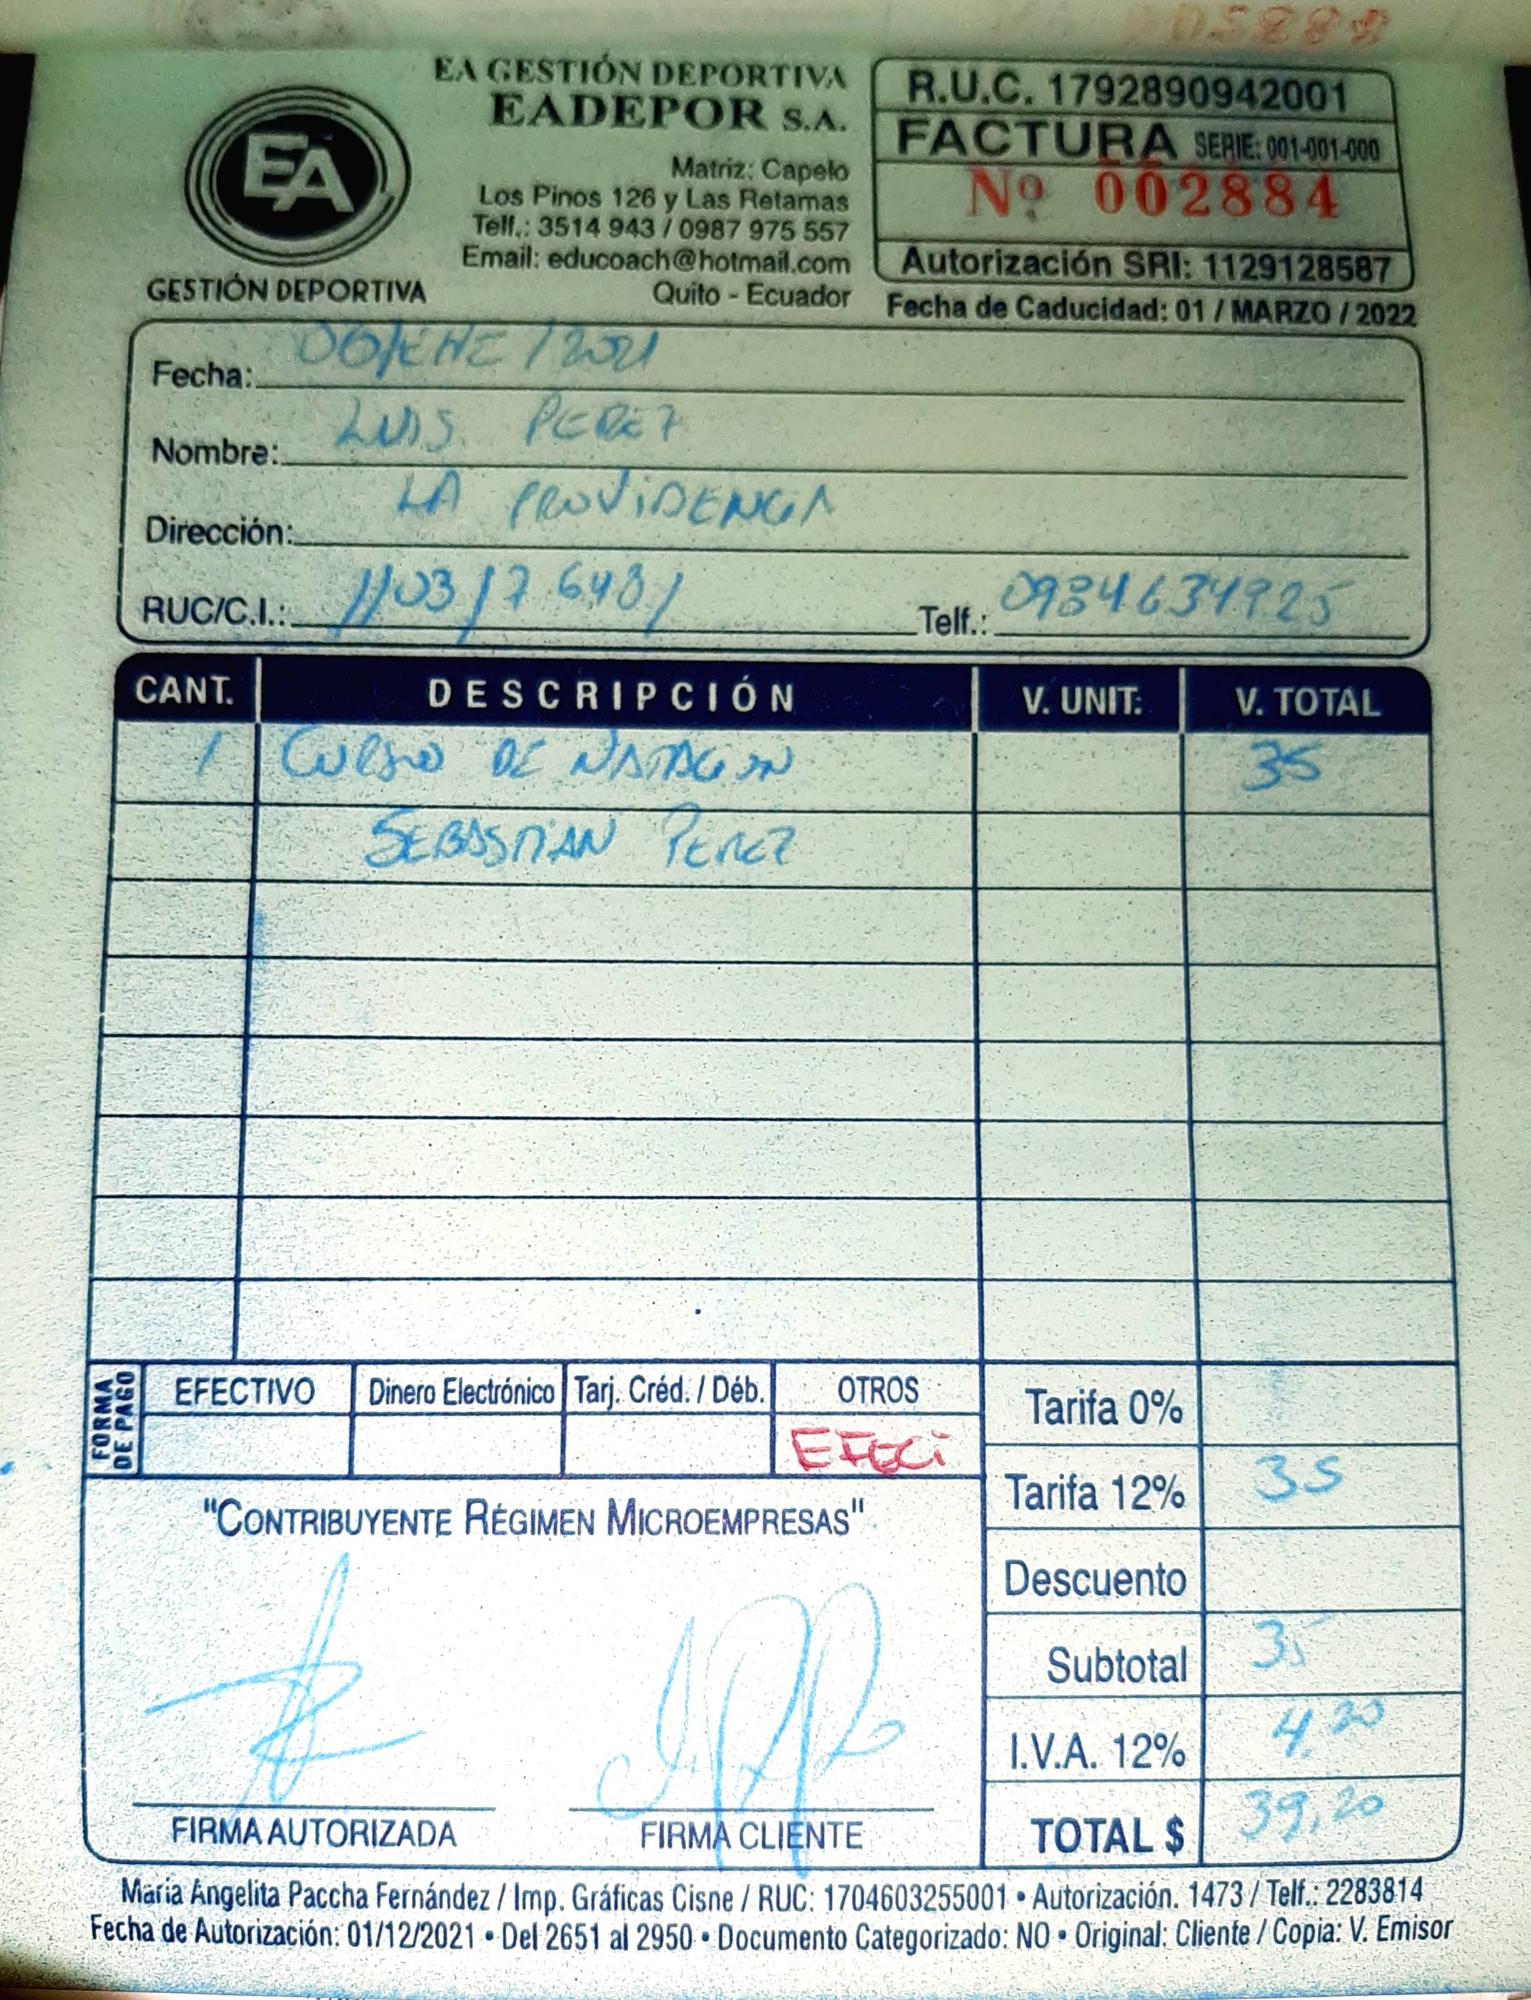 EA GESTIÓN DEPORTIVA
EADEPOR S.A.
EA
GESTIÓN DEPORTIVA
Matriz: Capelo
Los Pinos 126 y Las Retamas
Telf.: 3514 943 / 0987 975 557
Email: educoach@hotmail.com
Quito - Ecuador
R.U.C. 1792890942001
FACTURA SERIE: 001-001-000
Nº 002884
Autorización SRI: 1129128587
Fecha de Caducidad: 01 / MARZO / 2022
Fecha: 06/ENE/2021
Nombre: LUIS PEREZ
Dirección: LA PROVIDENCIA
RUC/C.I.: 1103176481 Telf.: 0984634925
CANT. DESCRIPCIÓN V. UNIT: V. TOTAL
1 CURSO DE NATACION 35
SEBASTIAN PEREZ
FORMA DE PAGO
EFECTIVO Dinero Electrónico Tarj. Créd. / Déb. OTROS
EFECI
Tarifa 0%
Tarifa 12% 35
Descuento
Subtotal 35
I.V.A. 12% 4.20
TOTAL $ 39,20
"CONTRIBUYENTE RÉGIMEN MICROEMPRESAS"
FIRMA AUTORIZADA FIRMA CLIENTE
María Angelita Paccha Fernández / Imp. Gráficas Cisne / RUC: 1704603255001 • Autorización. 1473 / Telf.: 2283814
Fecha de Autorización: 01/12/2021 • Del 2651 al 2950 • Documento Categorizado: NO • Original: Cliente / Copia: V. Emisor